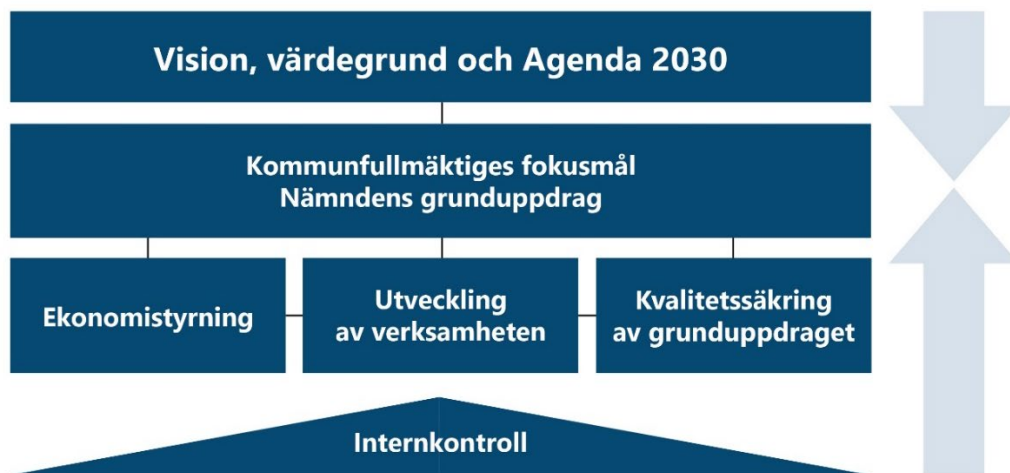 Vision, värdegrund och Agenda 2030
Kommunfullmäktiges fokusmål
Nämndens grunduppdrag
Ekonomistyrning
Utveckling
av verksamheten
Kvalitetssäkring
av grunduppdraget
Internkontroll